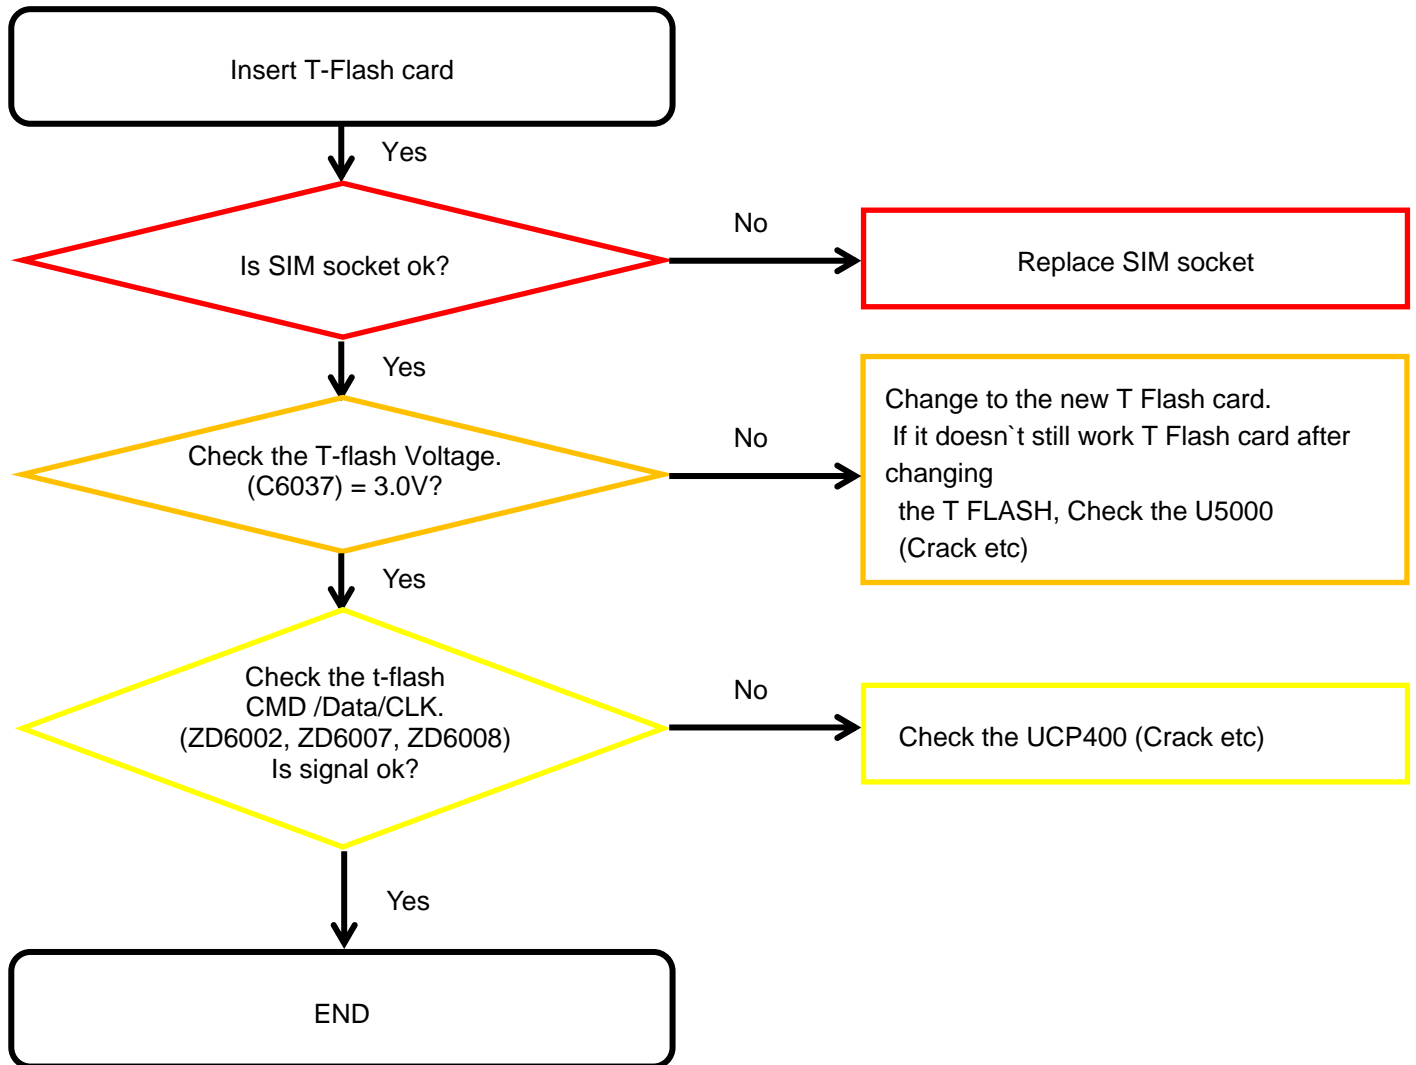 Insert T-Flash card
Yes
Is SIM socket ok?
No
Replace SIM socket
Yes
Check the T-flash Voltage.
(C6037) = 3.0V?
No
Change to the new T Flash card.
If it doesn`t still work T Flash card after
changing
the T FLASH, Check the U5000
(Crack etc)
Yes
Check the t-flash
CMD /Data/CLK.
(ZD6002, ZD6007, ZD6008)
Is signal ok?
No
Check the UCP400 (Crack etc)
Yes
END